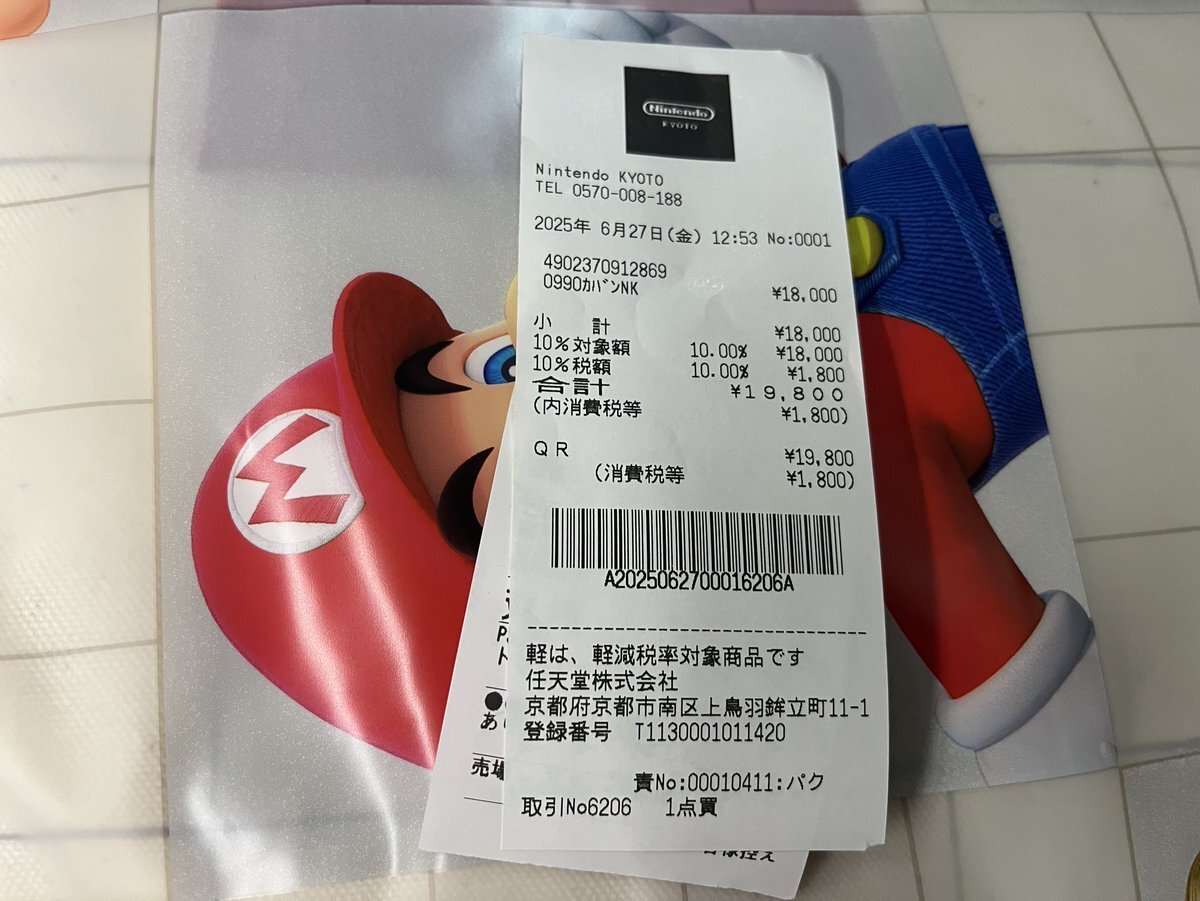 Nintendo
KYOTO
Nintendo KYOTO
TEL 0570-008-188
2025年 6月27日(金) 12:53 No:0001
4902370912869
0990ｶﾊﾞﾝNK ¥18,000
小 計 ¥18,000
10%対象額 10.00% ¥18,000
10%税額 10.00% ¥1,800
合計 ¥19,800
(内消費税等 ¥1,800)
QR ¥19,800
(消費税等 ¥1,800)
A2025062700016206A
軽は、軽減税率対象商品です
任天堂株式会社
京都府京都市南区上鳥羽鉾立町11-1
登録番号 T1130001011420
責No:00010411:パク
取引No6206 1点買
M
売場